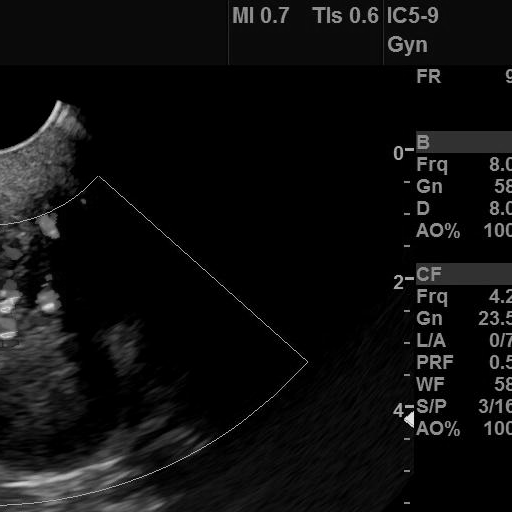 MI 0.7 TIs 0.6 IC5-9
Gyn
FR 9
0
B
Frq 8.0
Gn 58
D 8.0
AO% 100
2
CF
Frq 4.2
Gn 23.5
L/A 0/7
PRF 0.5
WF 58
S/P 3/16
4
AO% 100